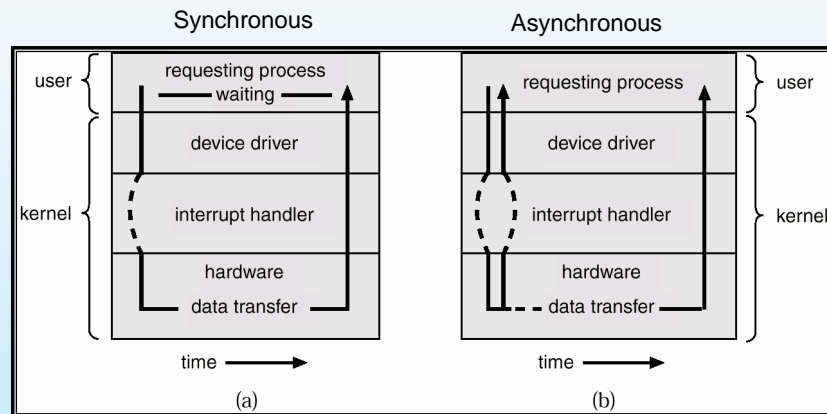 Synchronous
Asynchronous
user
requesting process
waiting
device driver
kernel
interrupt handler
hardware
data transfer
time
(a)
requesting process
user
device driver
interrupt handler
kernel
hardware
data transfer
time
(b)